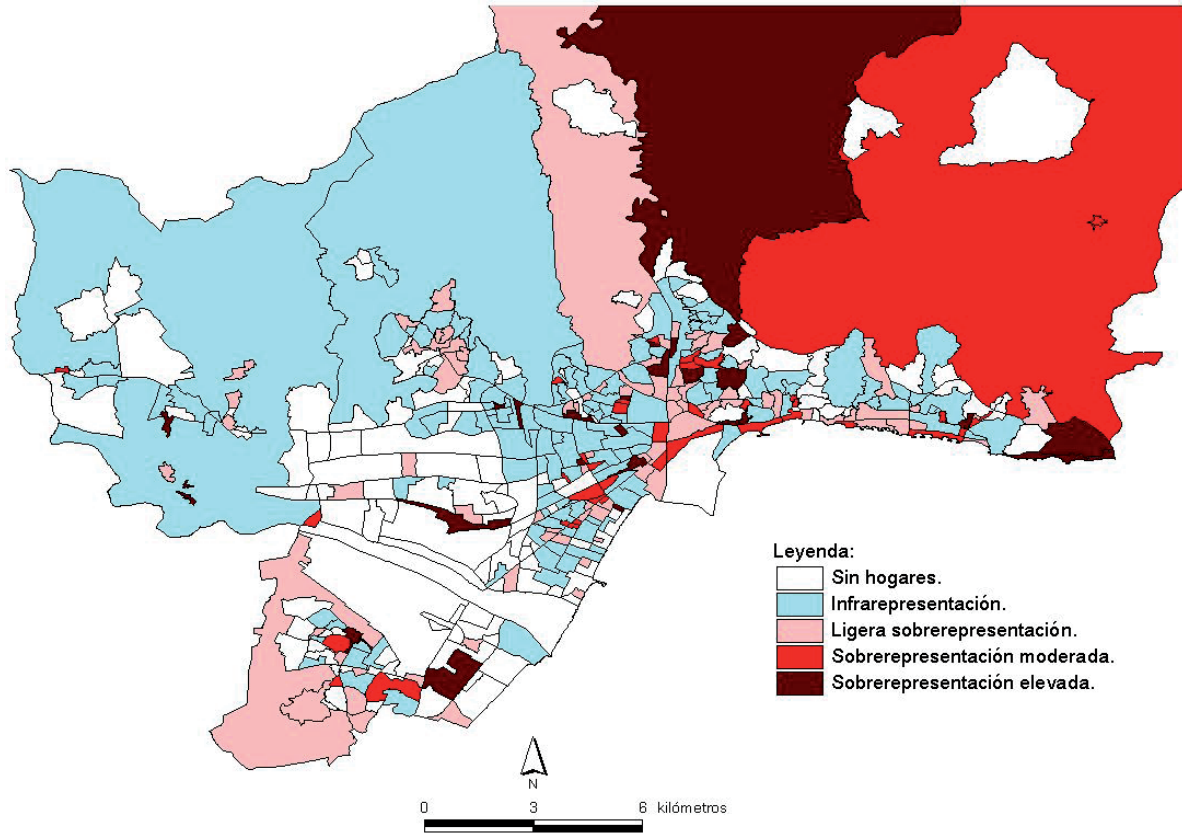 Leyenda:
Sin hogares.
Infrarepresentación.
Ligera sobrerepresentación.
Sobrerepresentación moderada.
Sobrerepresentación elevada.
N
0 3 6 kilómetros